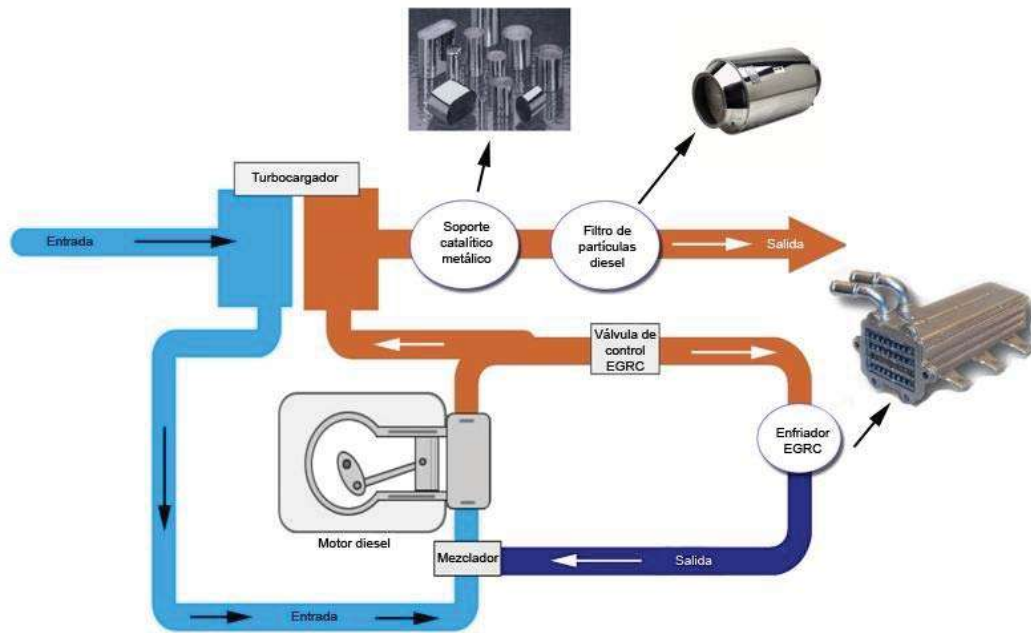 Turbocargador
Entrada
Soporte
catalítico
metálico
Filtro de
partículas
diesel
Salida
Válvula de
control
EGRC
Enfriador
EGRC
Motor diesel
Mezclador
Salida
Entrada